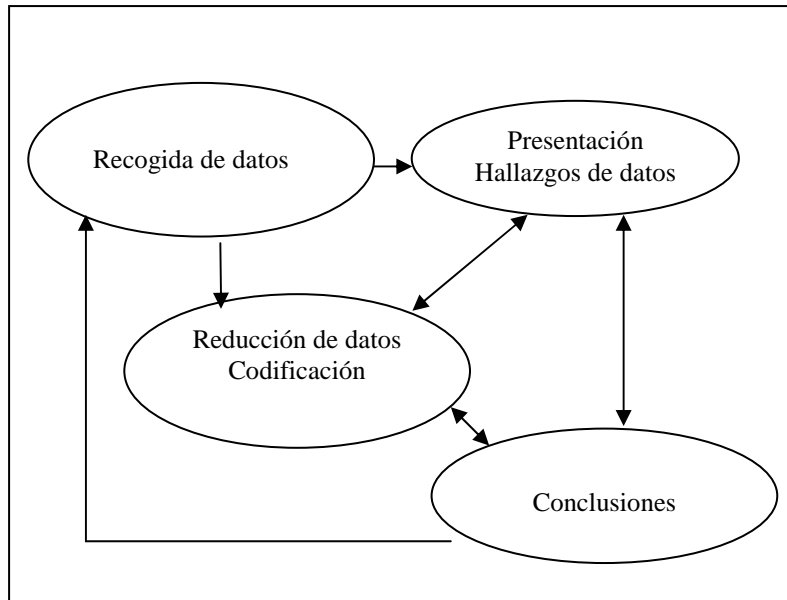 Recogida de datos
Presentación
Hallazgos de datos
Reducción de datos
Codificación
Conclusiones